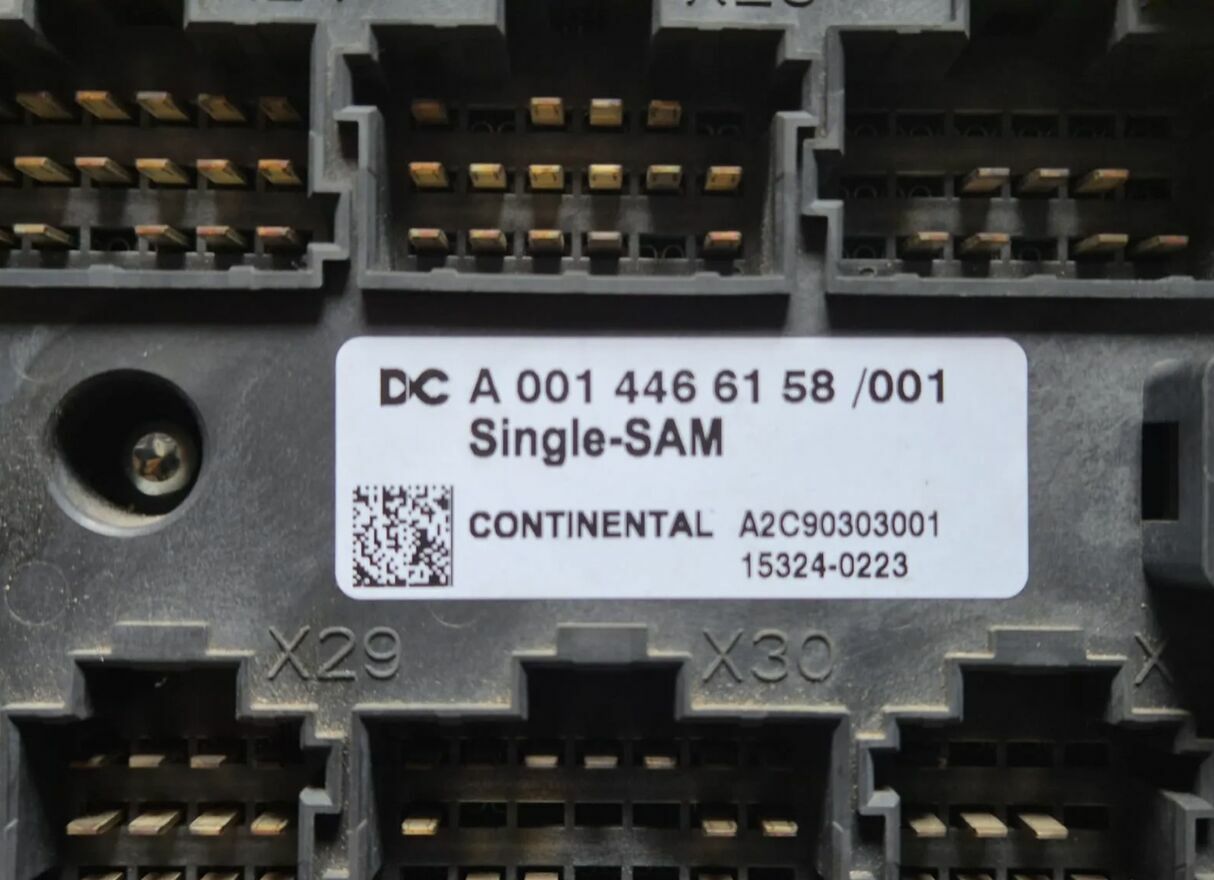 DC A 001 446 61 58 /001
Single-SAM
CONTINENTAL A2C90303001
15324-0223
X29 X30 X